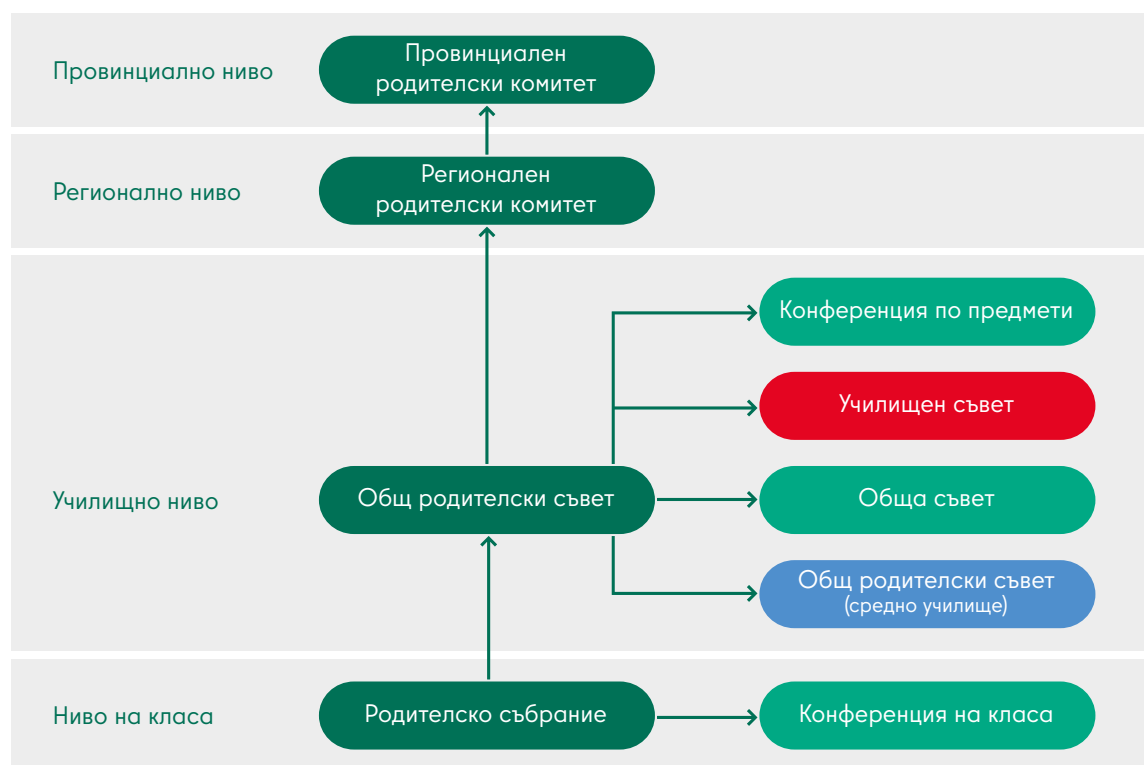 Провинциално ниво
Провинциален
родителски комитет
Регионално ниво
Регионален
родителски комитет
Училищно ниво
Конференция по предмети
Училищен съвет
Общ родителски съвет
Обща съвет
Общ родителски съвет
(средно училище)
Ниво на класа
Родителско събрание
Конференция на класа